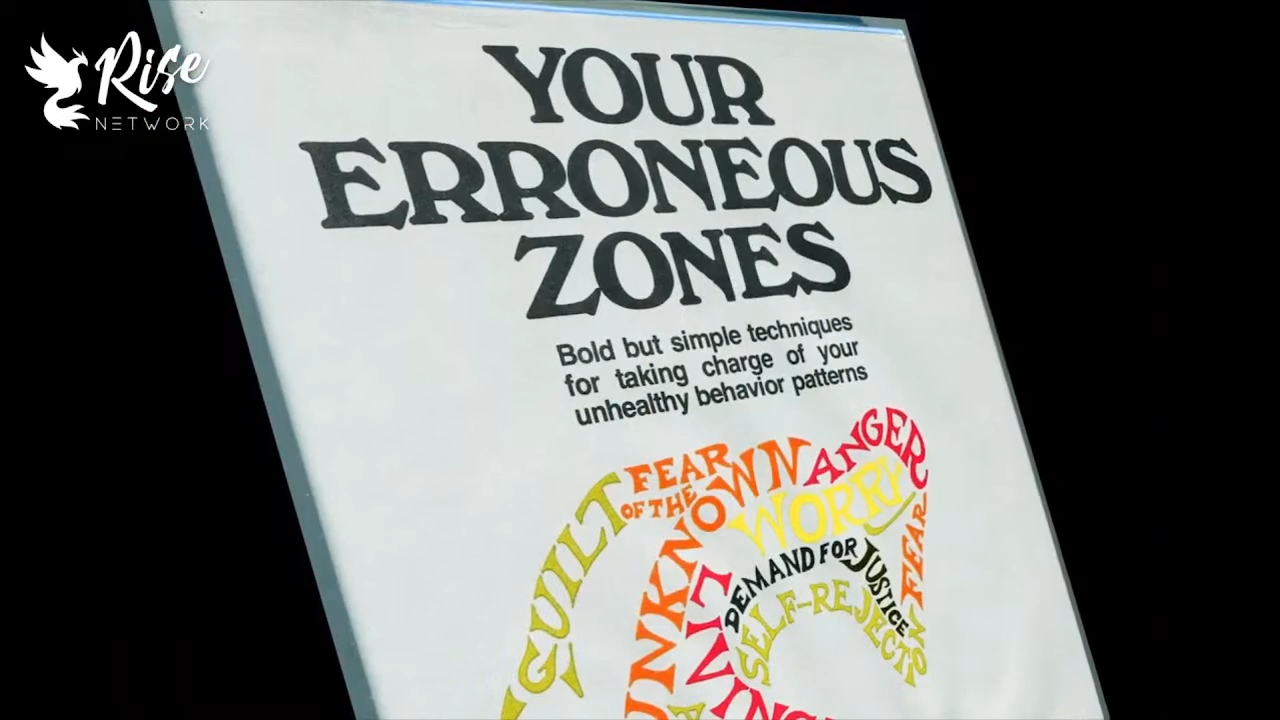 Rise
NETWORK
YOUR
ERRONEOUS
ZONES
Bold but simple techniques
for taking charge of your
unhealthy behavior patterns
GUILT
FEAR
OF THE
UNKNOWN
ANGER
WORRY
FEAR
DEMAND FOR JUSTICE
SELF-REJECTION
LIVING